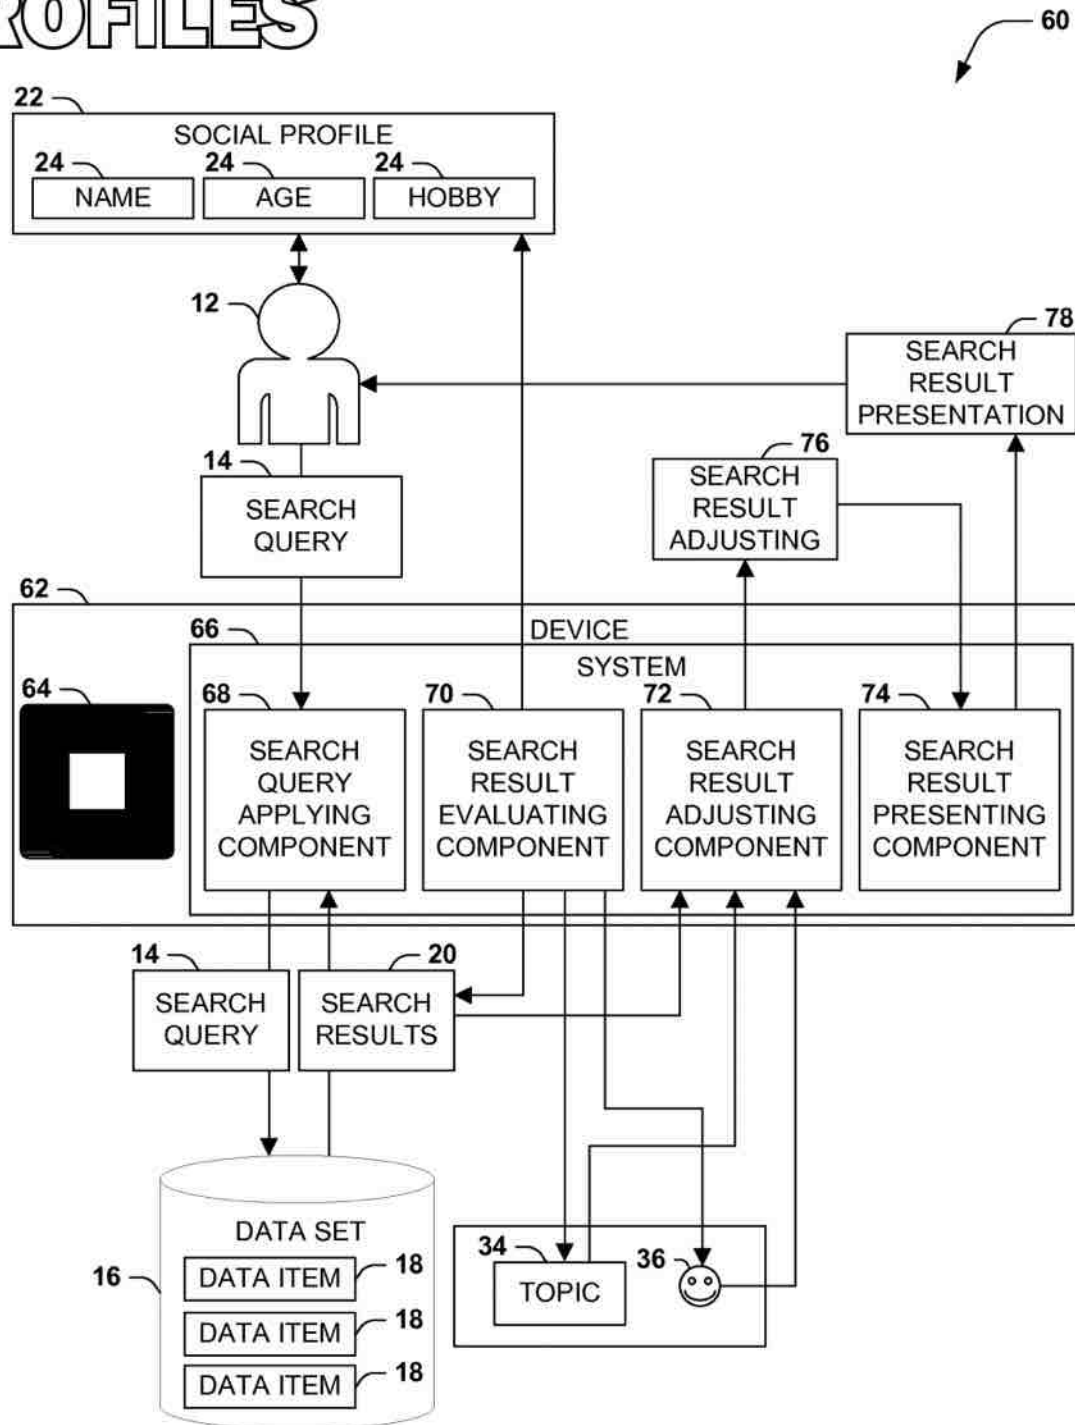 ROFILES
60
22
SOCIAL PROFILE
24
24
24
NAME
AGE
HOBBY
12
78
SEARCH
RESULT
PRESENTATION
14
SEARCH
QUERY
76
SEARCH
RESULT
ADJUSTING
62
DEVICE
66
SYSTEM
64
68
SEARCH
QUERY
APPLYING
COMPONENT
70
SEARCH
RESULT
EVALUATING
COMPONENT
72
SEARCH
RESULT
ADJUSTING
COMPONENT
74
SEARCH
RESULT
PRESENTING
COMPONENT
14
SEARCH
QUERY
20
SEARCH
RESULTS
16
DATA SET
DATA ITEM
18
DATA ITEM
18
DATA ITEM
18
34
TOPIC
36